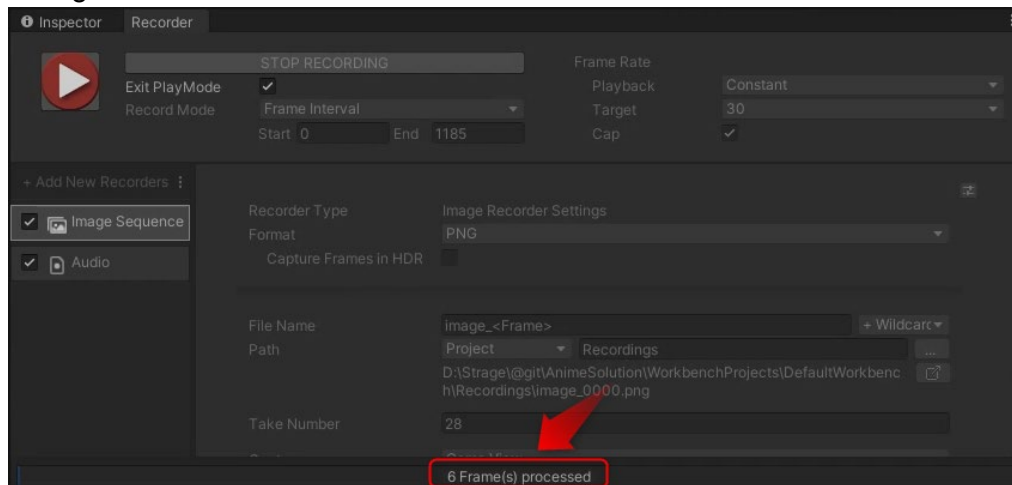 Inspector Recorder
STOP RECORDING
Exit PlayMode
Record Mode Frame Interval
Start 0 End 1185
Frame Rate
Playback Constant
Target 30
Cap
+ Add New Recorders
Image Sequence
Audio
Recorder Type Image Recorder Settings
Format PNG
Capture Frames in HDR
File Name image_<Frame> + Wildcarc
Path Project Recordings ...
D:\Strage\@git\AnimeSolution\WorkbenchProjects\DefaultWorkbenc
h\Recordings\image_0000.png
Take Number 28
6 Frame(s) processed